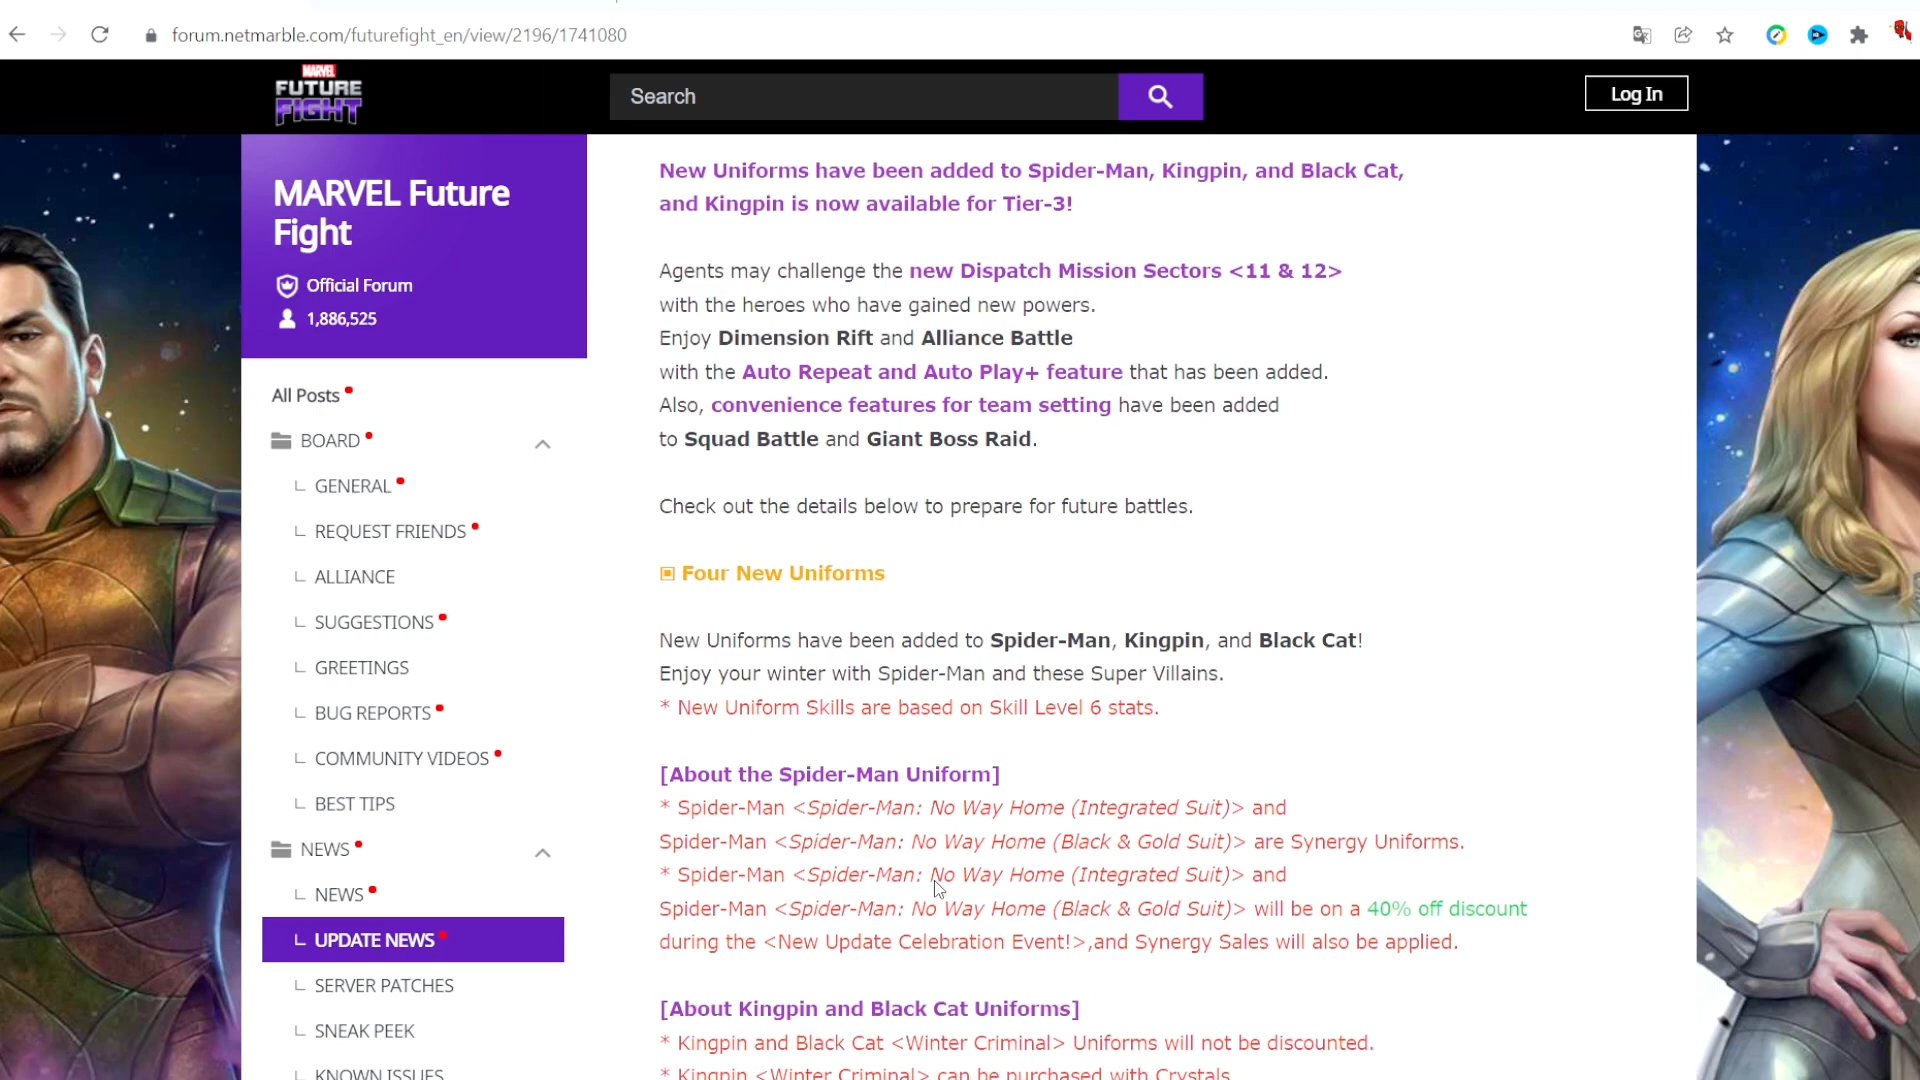 forum.netmarble.com/futurefight_en/view/2196/1741080
MARVEL
FUTURE
FIGHT
Search
Log In
MARVEL Future
Fight
Official Forum
1,886,525
All Posts
BOARD
GENERAL
REQUEST FRIENDS
ALLIANCE
SUGGESTIONS
GREETINGS
BUG REPORTS
COMMUNITY VIDEOS
BEST TIPS
NEWS
NEWS
UPDATE NEWS
SERVER PATCHES
SNEAK PEEK
KNOWN ISSUES
New Uniforms have been added to Spider-Man, Kingpin, and Black Cat,
and Kingpin is now available for Tier-3!
Agents may challenge the new Dispatch Mission Sectors <11 & 12>
with the heroes who have gained new powers.
Enjoy Dimension Rift and Alliance Battle
with the Auto Repeat and Auto Play+ feature that has been added.
Also, convenience features for team setting have been added
to Squad Battle and Giant Boss Raid.
Check out the details below to prepare for future battles.
▣ Four New Uniforms
New Uniforms have been added to Spider-Man, Kingpin, and Black Cat!
Enjoy your winter with Spider-Man and these Super Villains.
* New Uniform Skills are based on Skill Level 6 stats.
[About the Spider-Man Uniform]
* Spider-Man <Spider-Man: No Way Home (Integrated Suit)> and
Spider-Man <Spider-Man: No Way Home (Black & Gold Suit)> are Synergy Uniforms.
* Spider-Man <Spider-Man: No Way Home (Integrated Suit)> and
Spider-Man <Spider-Man: No Way Home (Black & Gold Suit)> will be on a 40% off discount
during the <New Update Celebration Event!>,and Synergy Sales will also be applied.
[About Kingpin and Black Cat Uniforms]
* Kingpin and Black Cat <Winter Criminal> Uniforms will not be discounted.
* Kingpin <Winter Criminal> can be purchased with Crystals